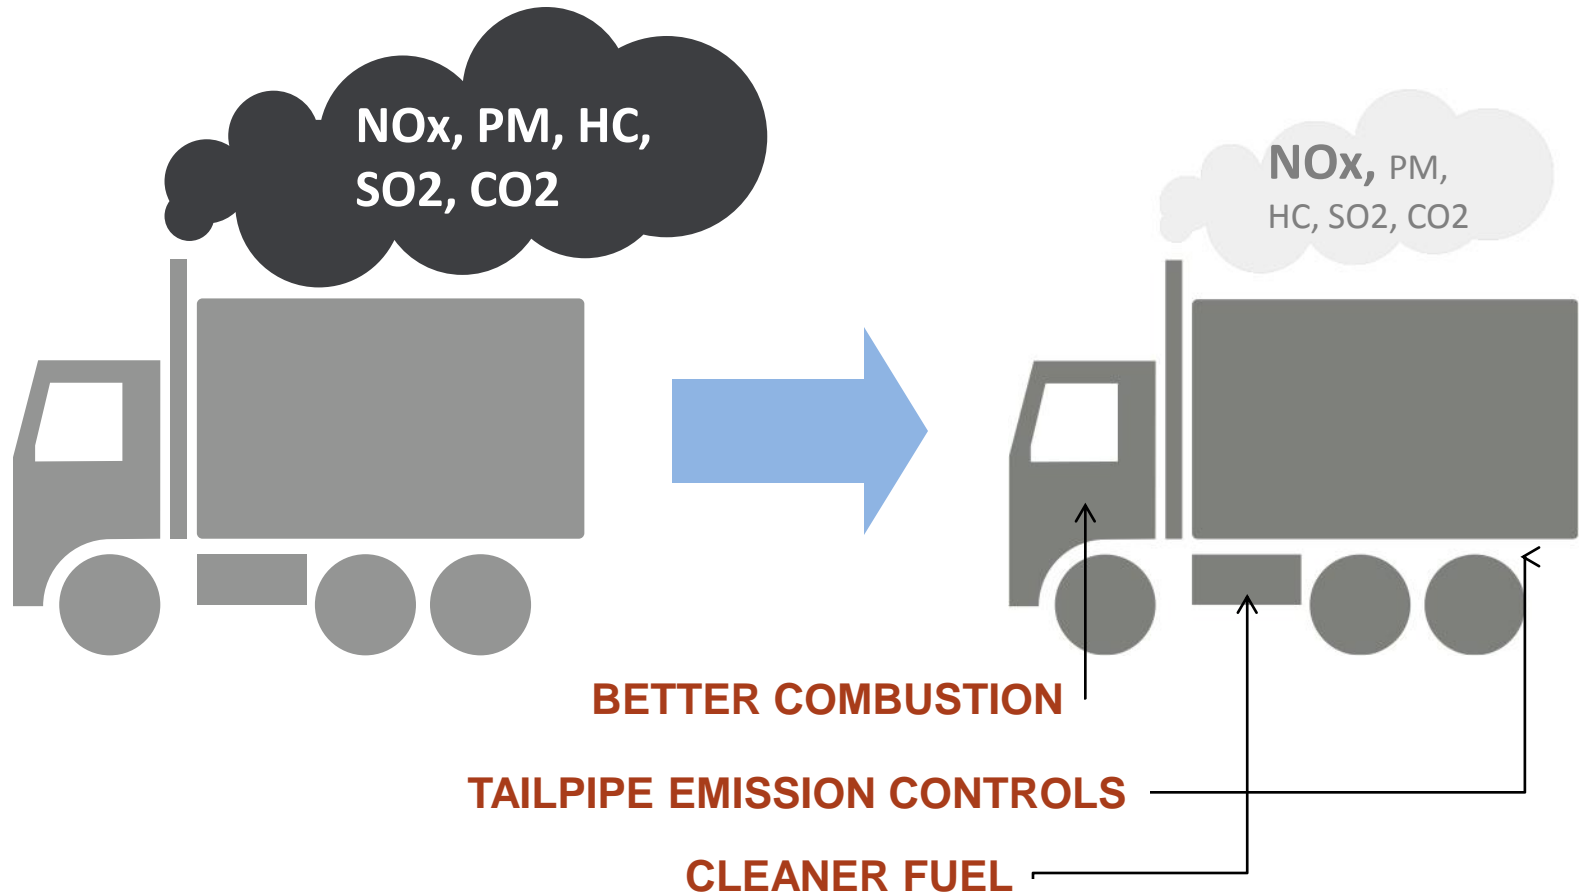 NOx, PM, HC,
SO2, CO2
NOx, PM,
HC, SO2, CO2
BETTER COMBUSTION
TAILPIPE EMISSION CONTROLS
CLEANER FUEL